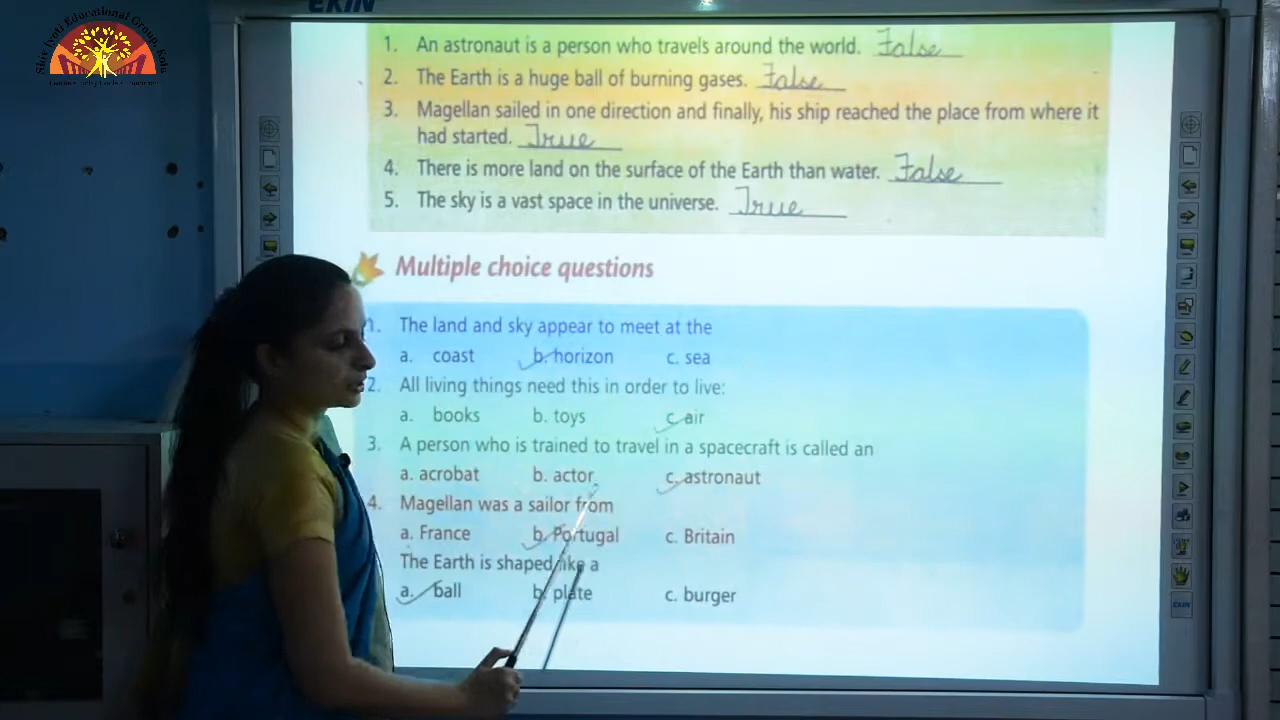 EKIN
Shiv Jyoti Educational Group, Kota
1. An astronaut is a person who travels around the world. False
2. The Earth is a huge ball of burning gases. False
3. Magellan sailed in one direction and finally, his ship reached the place from where it
had started. True
4. There is more land on the surface of the Earth than water. False
5. The sky is a vast space in the universe. True
Multiple choice questions
1. The land and sky appear to meet at the
a. coast b. horizon c. sea
2. All living things need this in order to live:
a. books b. toys c. air
3. A person who is trained to travel in a spacecraft is called an
a. acrobat b. actor c. astronaut
4. Magellan was a sailor from
a. France b. Portugal c. Britain
The Earth is shaped like a
a. ball b. plate c. burger
EKIN